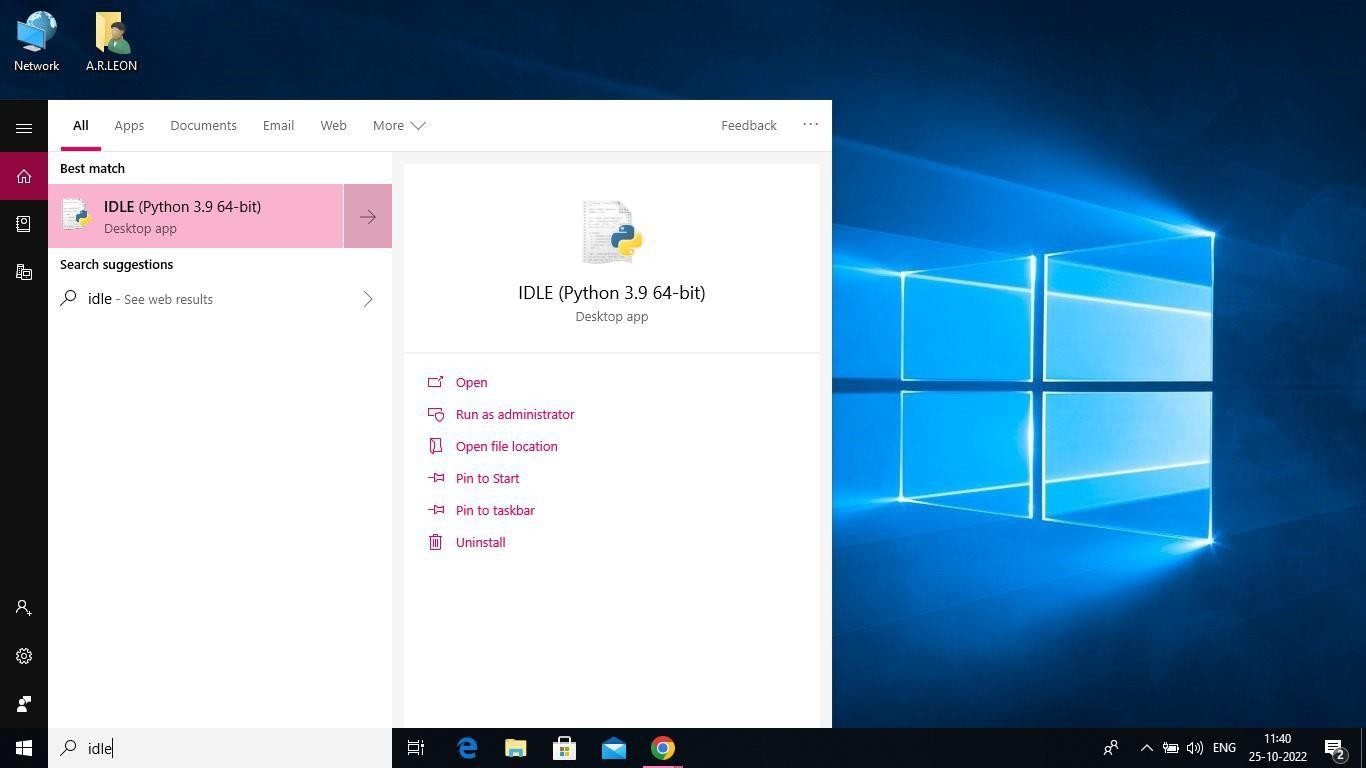 Network
A.R.LEON
All Apps Documents Email Web More Feedback ...
Best match
IDLE (Python 3.9 64-bit)
Desktop app
Search suggestions
idle - See web results
IDLE (Python 3.9 64-bit)
Desktop app
Open
Run as administrator
Open file location
Pin to Start
Pin to taskbar
Uninstall
idle
ENG
11:40
25-10-2022
2